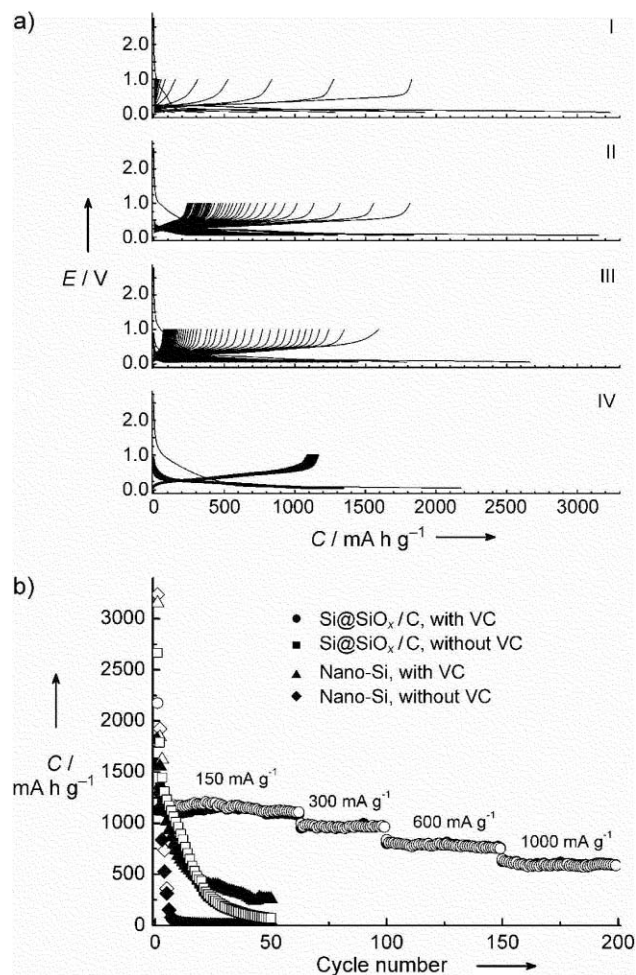 a)
I
2.0
1.0
0.0
II
2.0
1.0
0.0
E / V
III
2.0
1.0
0.0
IV
2.0
1.0
0.0
0 500 1000 1500 2000 2500 3000
C / mA h g⁻¹
b)
3000
2500
2000
1500
1000
500
0
C /
mA h g⁻¹
Si@SiOₓ/C, with VC
Si@SiOₓ/C, without VC
Nano-Si, with VC
Nano-Si, without VC
150 mA g⁻¹
300 mA g⁻¹
600 mA g⁻¹
1000 mA g⁻¹
0 50 100 150 200
Cycle number